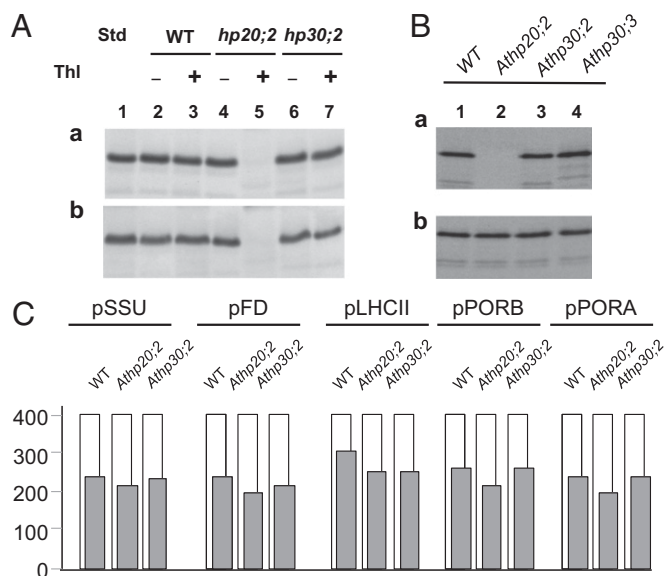 A
Std WT hp20;2 hp30;2
Thl – + – + – +
1 2 3 4 5 6 7
a
b
B
WT Athp20;2 Athp30;2 Athp30;3
1 2 3 4
a
b
C
pSSU pFD pLHCII pPORB pPORA
WT Athp20;2 Athp30;2 WT Athp20;2 Athp30;2 WT Athp20;2 Athp30;2 WT Athp20;2 Athp30;2 WT Athp20;2 Athp30;2
400
300
200
100
0